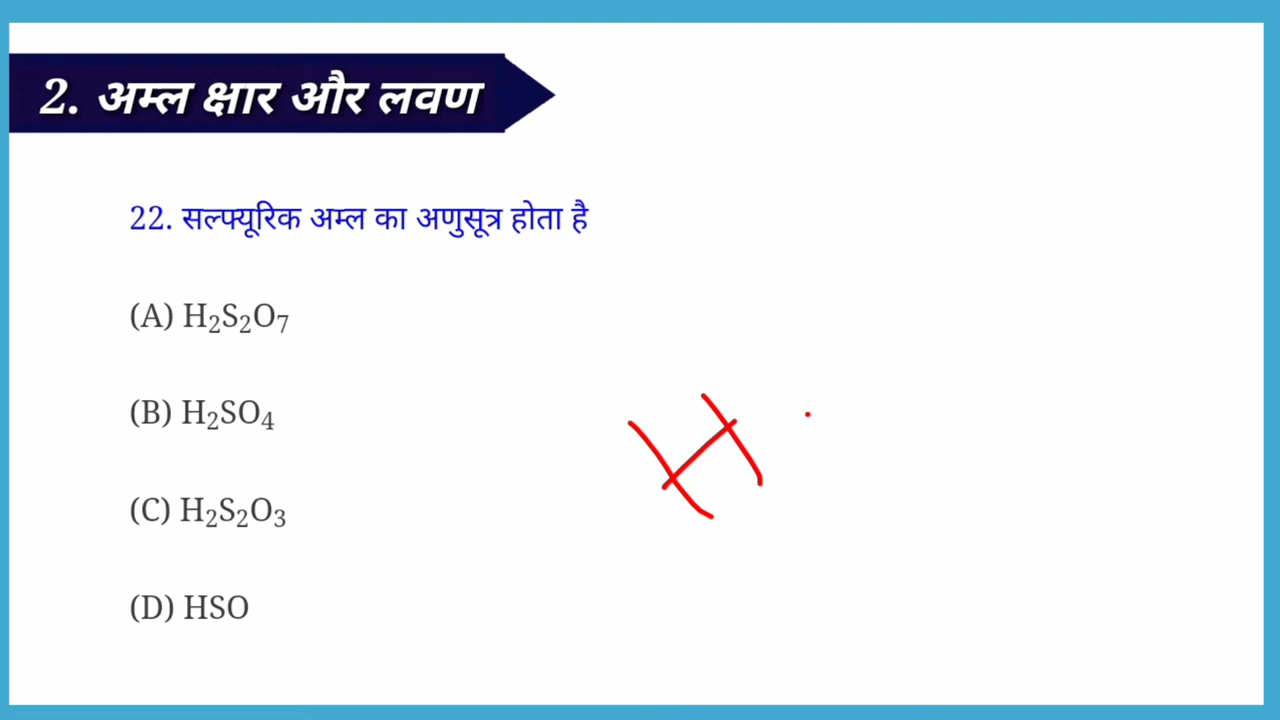 2. अम्ल क्षार और लवण
22. सल्फ्यूरिक अम्ल का अणुसूत्र होता है
(A) H₂S₂O₇
(B) H₂SO₄
H
(C) H₂S₂O₃
(D) HSO